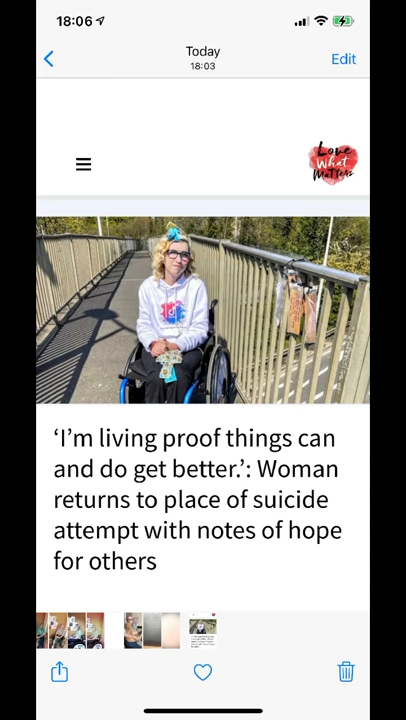 18:06
Today
18:03
Edit
Love
What
Matters
‘I’m living proof things can
and do get better.’: Woman
returns to place of suicide
attempt with notes of hope
for others